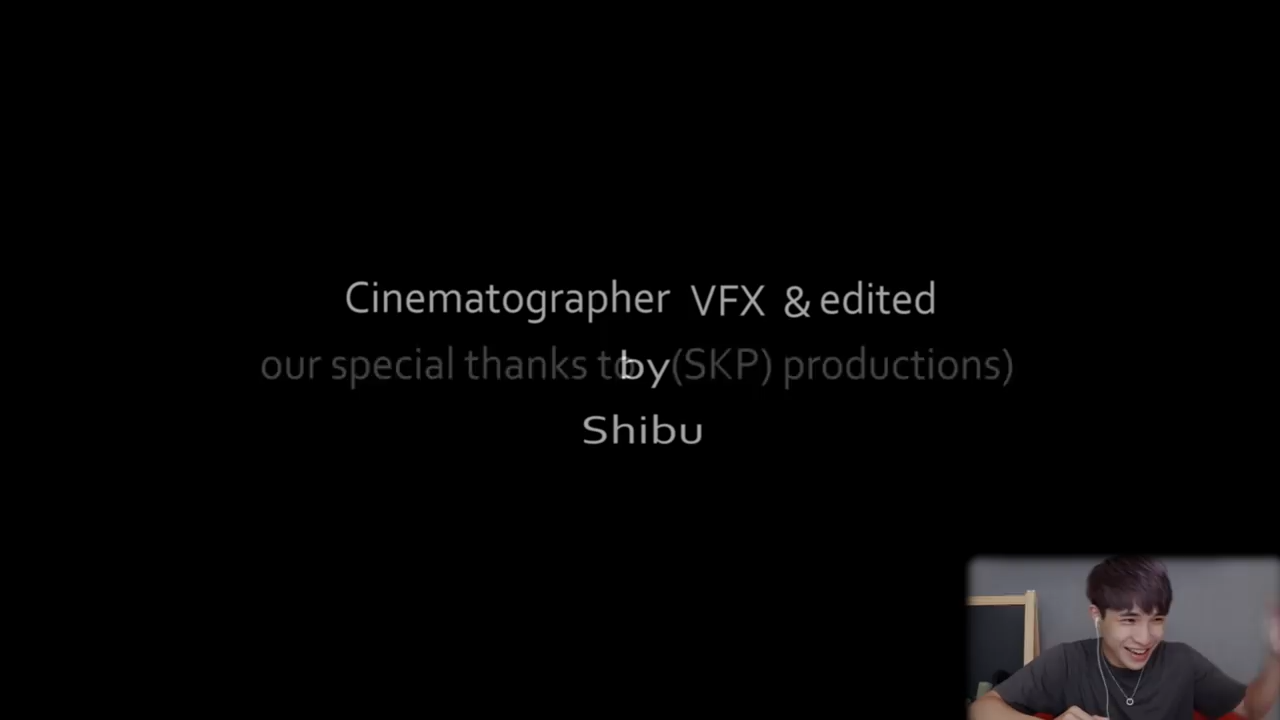 Cinematographer VFX & edited
our special thanks to (SKP) productions)
by
Shibu